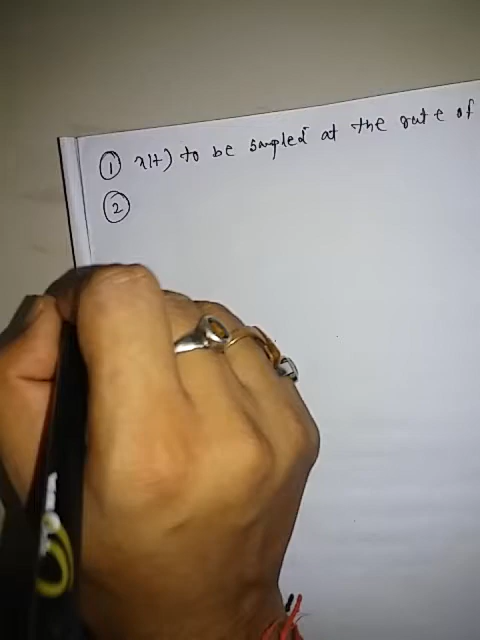 ① x(t) to be sampled at the rate of
②